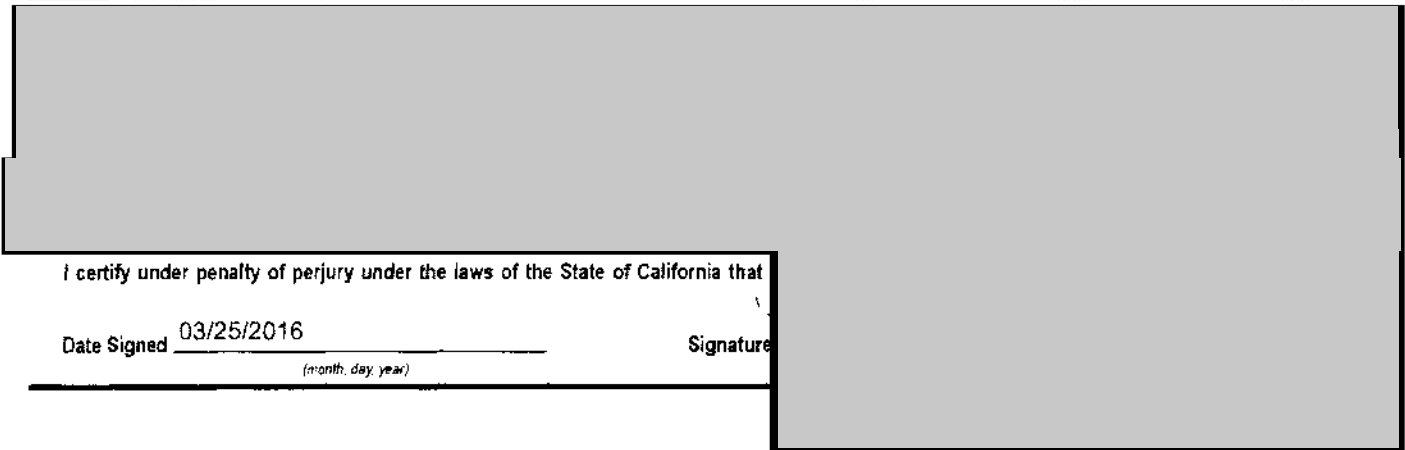 I certify under penalty of perjury under the laws of the State of California that
Date Signed 03/25/2016 Signature
(month, day, year)